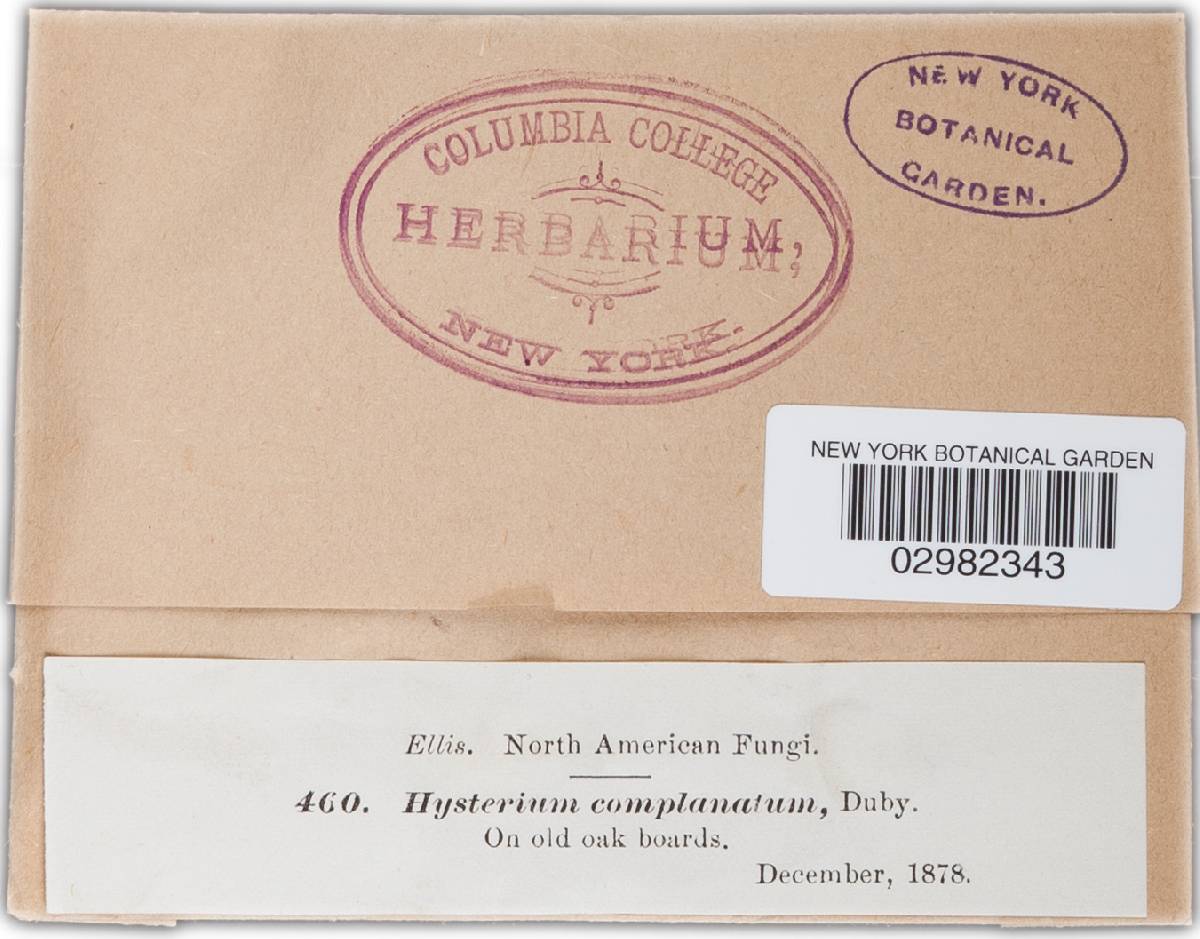 COLUMBIA COLLEGE
HERBARIUM,
NEW YORK.
NEW YORK
BOTANICAL
GARDEN.
NEW YORK BOTANICAL GARDEN
02982343
Ellis. North American Fungi.
460. Hysterium complanatum, Duby.
On old oak boards.
December, 1878.